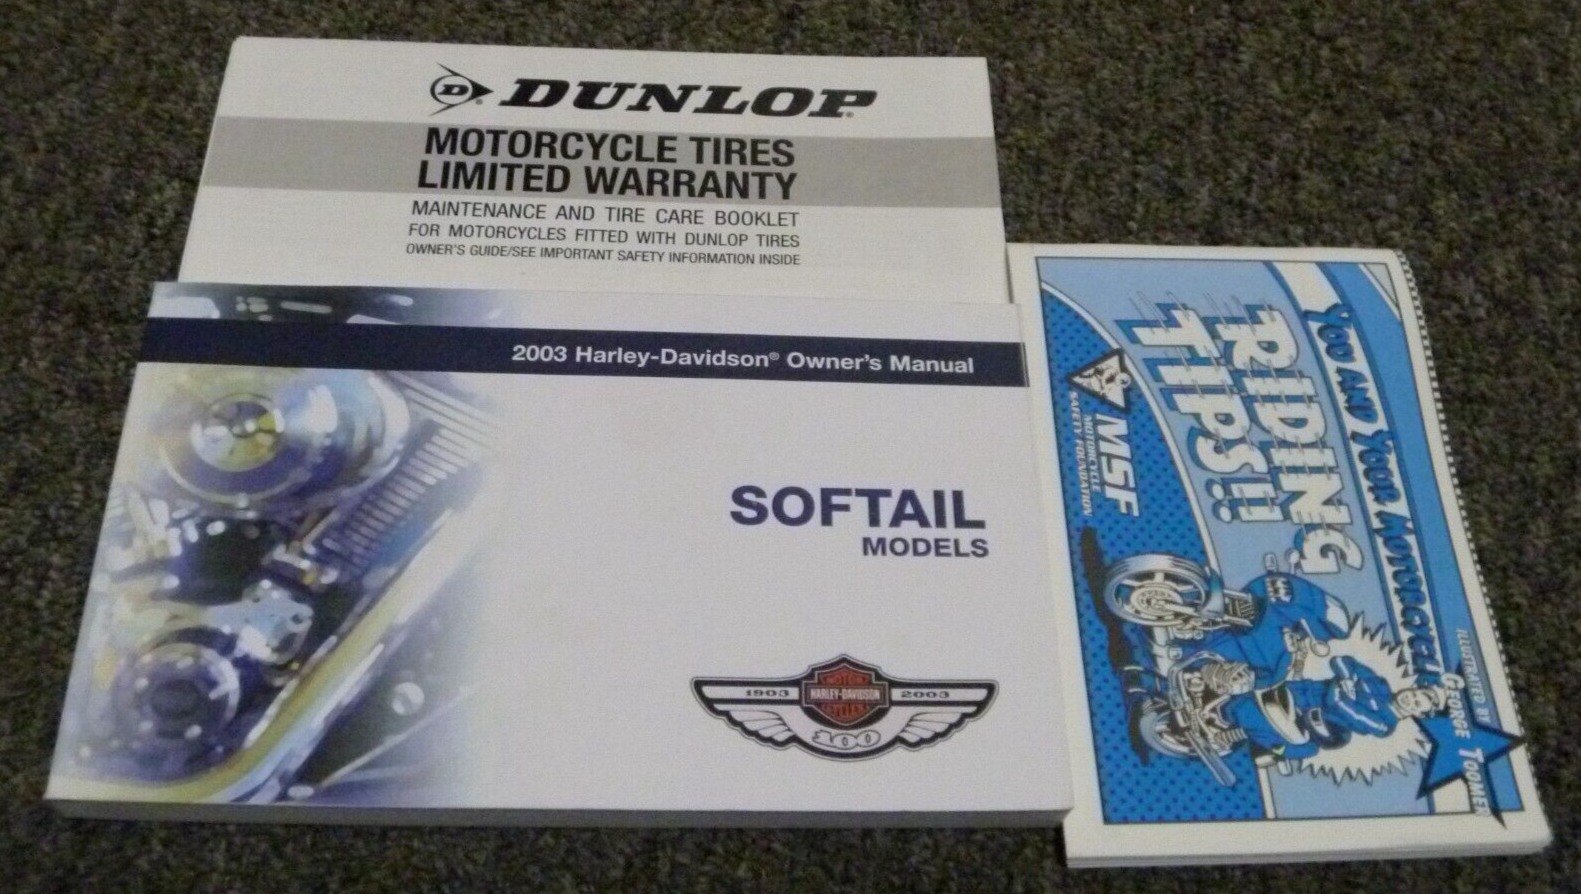 D DUNLOP®
MOTORCYCLE TIRES
LIMITED WARRANTY
MAINTENANCE AND TIRE CARE BOOKLET
FOR MOTORCYCLES FITTED WITH DUNLOP TIRES
OWNER'S GUIDE/SEE IMPORTANT SAFETY INFORMATION INSIDE
2003 Harley-Davidson® Owner's Manual
SOFTAIL
MODELS
1903 MOTOR HARLEY-DAVIDSON CYCLES 2003
100
YOU AND YOUR MOTORCYCLE
RIDING
TIPS!!
MSF
MOTORCYCLE
SAFETY FOUNDATION
ILLUSTRATED BY
GEORGE TOOMER